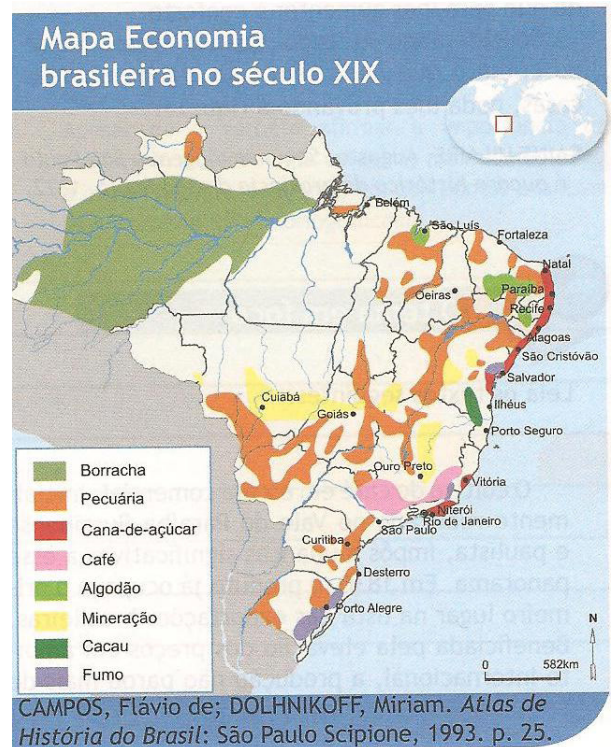 Mapa Economia
brasileira no século XIX
Belém
São Luís
Fortaleza
Natal
Paraíba
Recife
Oeiras
Alagoas
São Cristóvão
Salvador
Cuiabá
Goiás
Ilhéus
Porto Seguro
Ouro Preto
Vitória
Niterói
Rio de Janeiro
São Paulo
Curitiba
Desterro
Porto Alegre
Borracha
Pecuária
Cana-de-açúcar
Café
Algodão
Mineração
Cacau
Fumo
N
0 582km
CAMPOS, Flávio de; DOLHNIKOFF, Miriam. Atlas de
História do Brasil: São Paulo Scipione, 1993. p. 25.